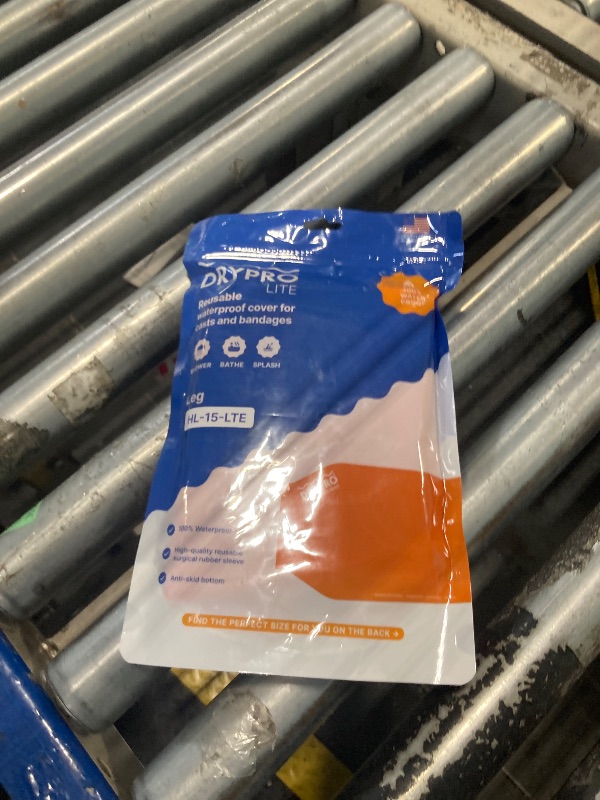 DRYPRO
LITE
Reusable
waterproof cover for
casts and bandages
SHOWER BATHE SPLASH
Leg
HL-15-LTE
100% Waterproof
High-quality reusable
surgical rubber sleeve
Anti-skid bottom
FIND THE PERFECT SIZE FOR YOU ON THE BACK →